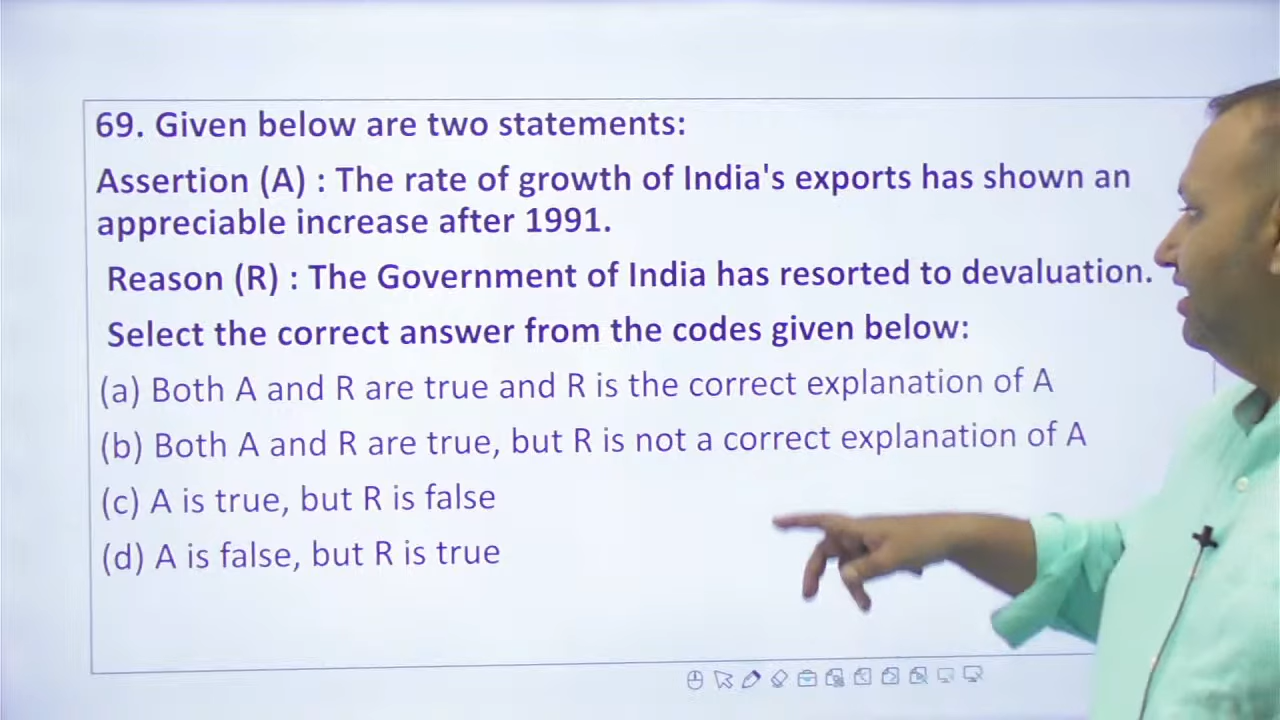 69. Given below are two statements:
Assertion (A) : The rate of growth of India's exports has shown an
appreciable increase after 1991.
Reason (R) : The Government of India has resorted to devaluation.
Select the correct answer from the codes given below:
(a) Both A and R are true and R is the correct explanation of A
(b) Both A and R are true, but R is not a correct explanation of A
(c) A is true, but R is false
(d) A is false, but R is true